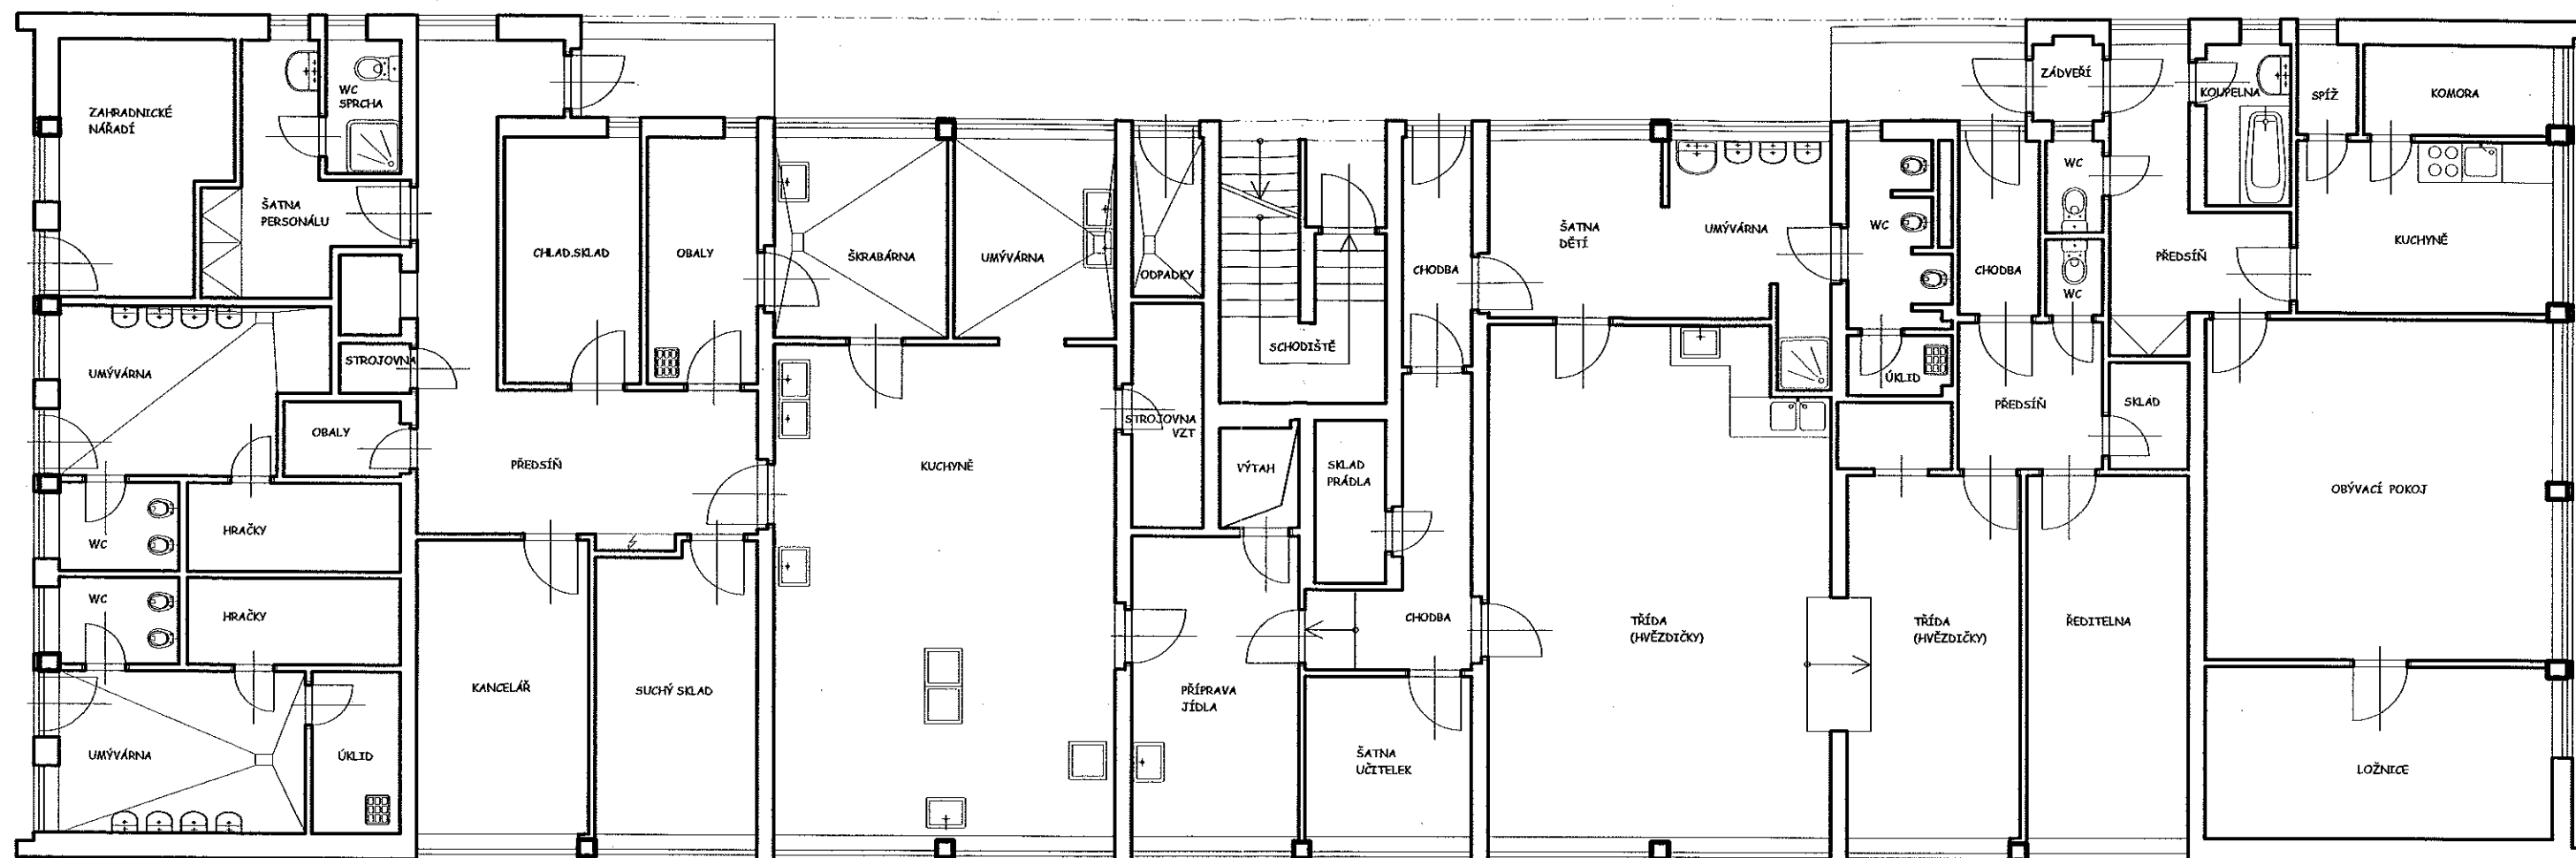 ZAHRADNICKÉ
NÁŘADÍ
WC
SPRCHA
ŠATNA
PERSONÁLU
CHLAD.SKLAD
OBALY
ŠKRABÁRNA
UMÝVÁRNA
ODPADKY
SCHODIŠTĚ
CHODBA
ŠATNA
DĚTÍ
UMÝVÁRNA
WC
CHODBA
WC
WC
ZÁDVEŘÍ
KOUPELNA
SPÍŽ
KOMORA
PŘEDSÍŇ
KUCHYNĚ
UMÝVÁRNA
STROJOVNA
OBALY
PŘEDSÍŇ
KUCHYNĚ
STROJOVNA
VZT
VÝTAH
SKLAD
PRÁDLA
ÚKLID
PŘEDSÍŇ
SKLAD
OBÝVACÍ POKOJ
WC
HRAČKY
WC
HRAČKY
UMÝVÁRNA
ÚKLID
KANCELÁŘ
SUCHÝ SKLAD
PŘÍPRAVA
JÍDLA
CHODBA
ŠATNA
UČITELEK
TŘÍDA
(HVĚZDIČKY)
TŘÍDA
(HVĚZDIČKY)
ŘEDITELNA
LOŽNICE